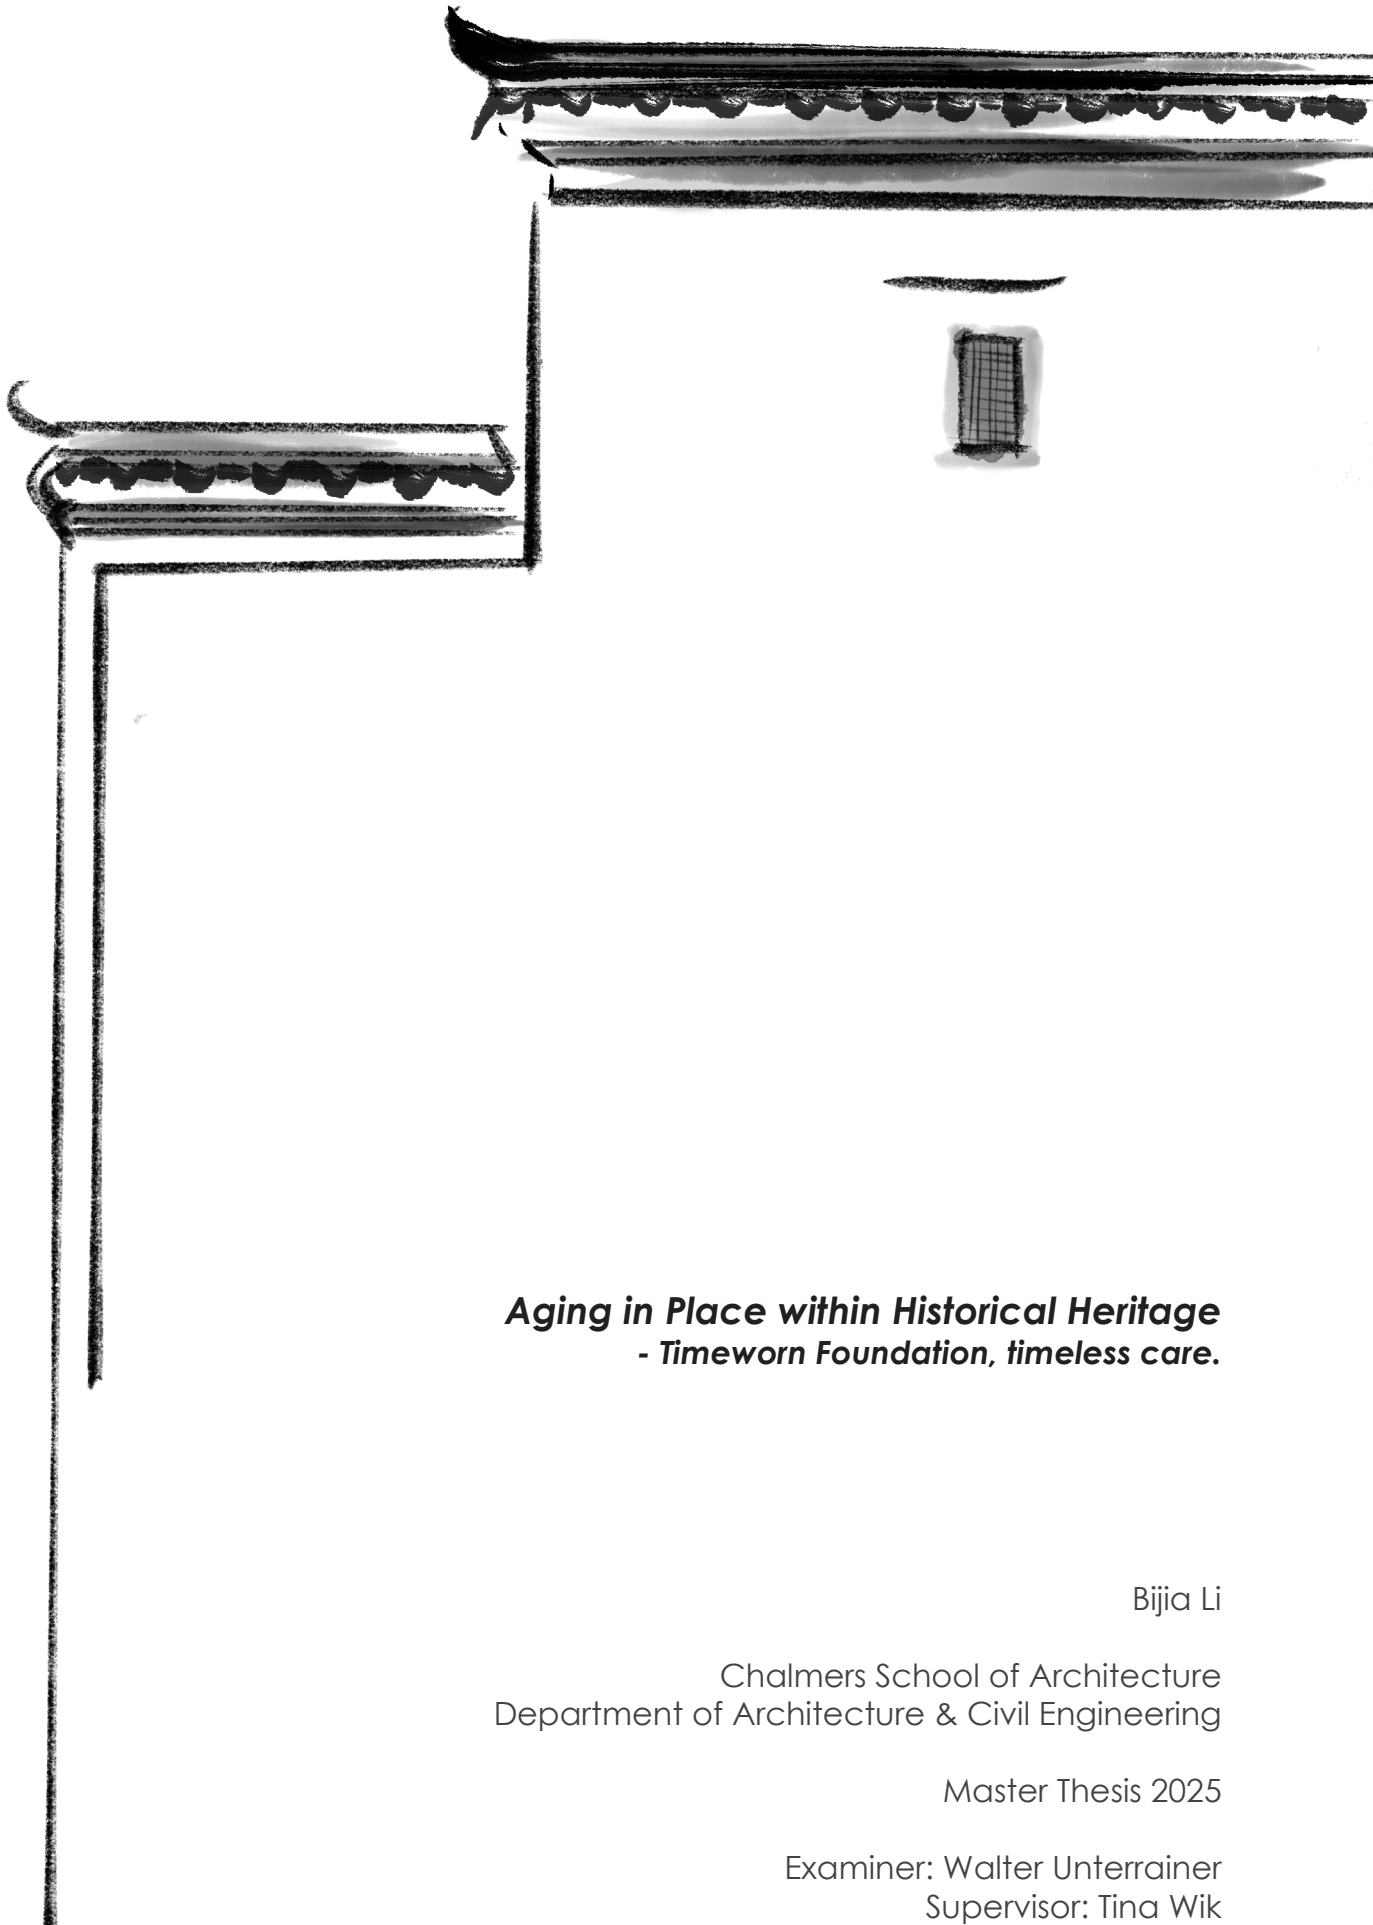 Aging in Place within Historical Heritage
- Timeworn Foundation, timeless care.
Bijia Li
Chalmers School of Architecture
Department of Architecture & Civil Engineering
Master Thesis 2025
Examiner: Walter Unterrainer
Supervisor: Tina Wik